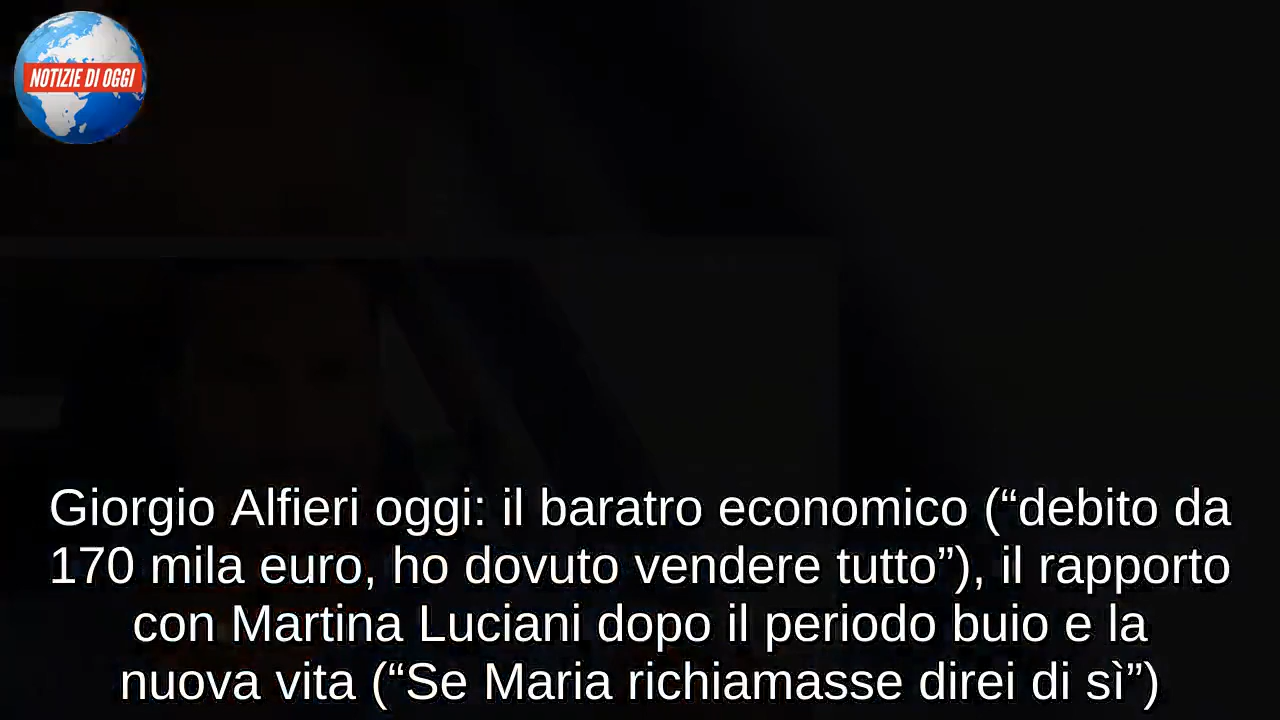 NOTIZIE DI OGGI
Giorgio Alfieri oggi: il baratro economico (“debito da
170 mila euro, ho dovuto vendere tutto”), il rapporto
con Martina Luciani dopo il periodo buio e la
nuova vita (“Se Maria richiamasse direi di sì”)